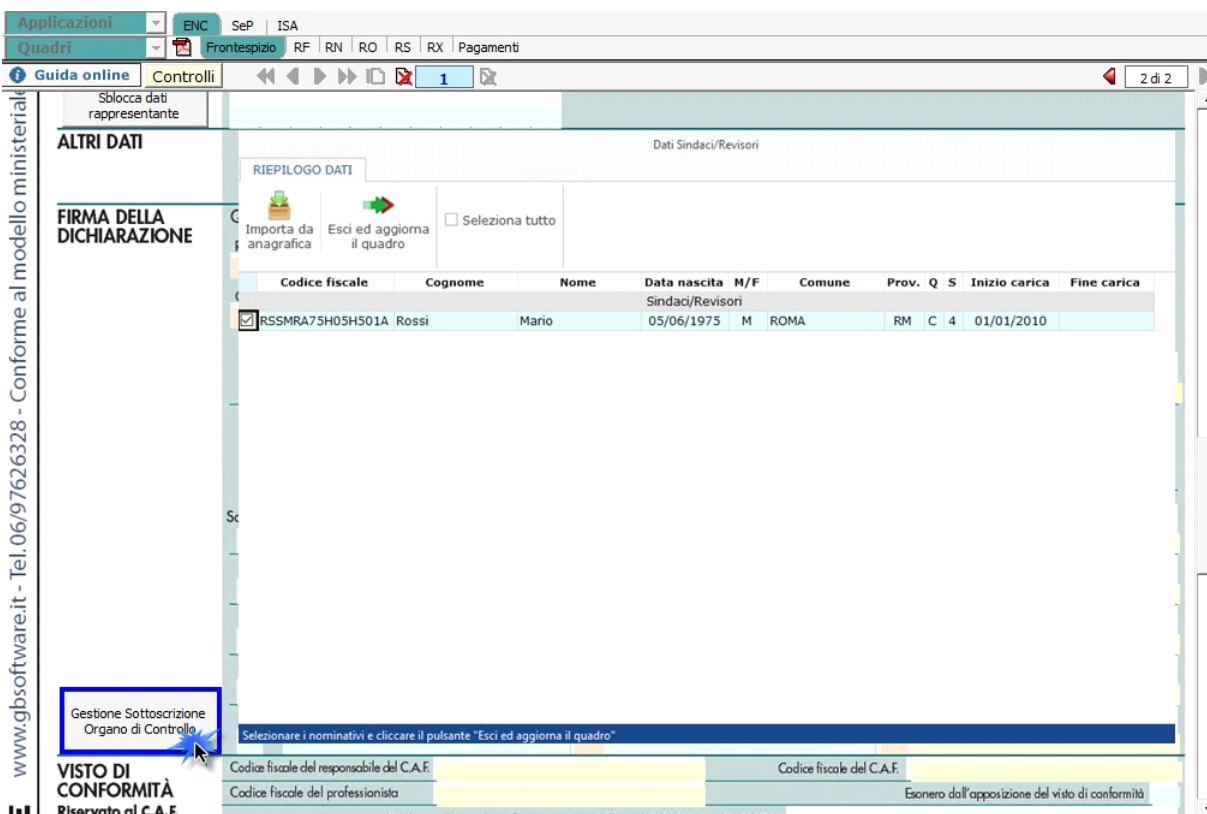 Applicazioni ENC SeP ISA
Quadri Frontespizio RF RN RO RS RX Pagamenti
Guida online Controlli 1 2 di 2
Sblocca dati
rappresentante
ALTRI DATI
Dati Sindaci/Revisori
RIEPILOGO DATI
FIRMA DELLA
DICHIARAZIONE
Importa da
anagrafica
Esci ed aggiorna
il quadro
Seleziona tutto
Codice fiscale Cognome Nome Data nascita M/F Comune Prov. Q S Inizio carica Fine carica
Sindaci/Revisori
RSSMRA75H05H501A Rossi Mario 05/06/1975 M ROMA RM C 4 01/01/2010
www.gbsoftware.it - Tel.06/97626328 - Conforme al modello ministeriale
Gestione Sottoscrizione
Organo di Controllo
Selezionare i nominativi e cliccare il pulsante "Esci ed aggiorna il quadro"
VISTO DI
CONFORMITÀ
Riservato al C.A.F.
Codice fiscale del responsabile del C.A.F. Codice fiscale del C.A.F.
Codice fiscale del professionista Esonero dall'apposizione del visto di conformità